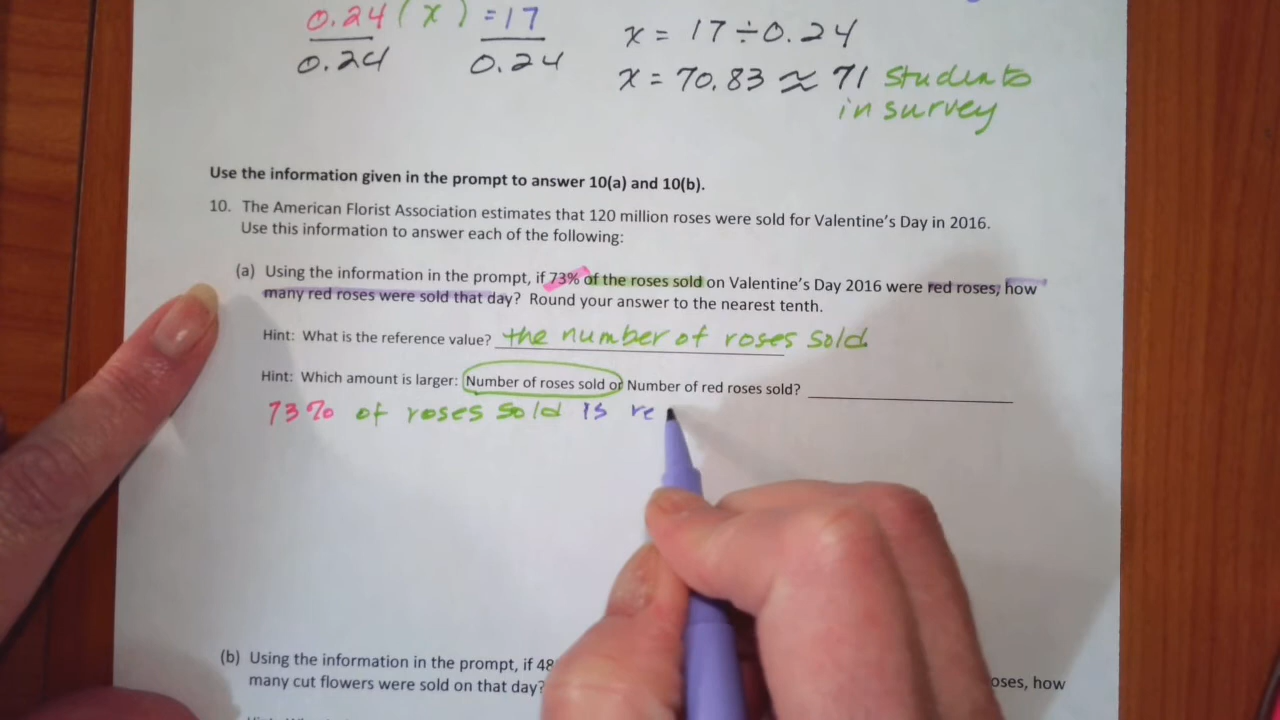 0.24(x) = 17
0.24 0.24
x = 17 ÷ 0.24
x = 70.83 ≈ 71 students
in survey
Use the information given in the prompt to answer 10(a) and 10(b).
10. The American Florist Association estimates that 120 million roses were sold for Valentine's Day in 2016.
Use this information to answer each of the following:
(a) Using the information in the prompt, if 73% of the roses sold on Valentine's Day 2016 were red roses, how
many red roses were sold that day? Round your answer to the nearest tenth.
Hint: What is the reference value? the number of roses sold.
Hint: Which amount is larger: Number of roses sold or Number of red roses sold?
73% of roses sold is re
(b) Using the information in the prompt, if 48 oses, how
many cut flowers were sold on that day?